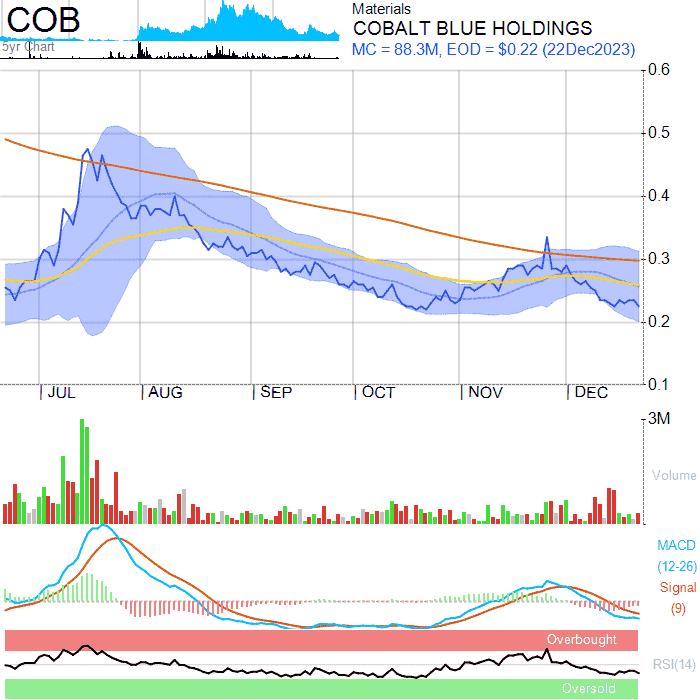 COB
5yr Chart
Materials
COBALT BLUE HOLDINGS
MC = 88.3M, EOD = $0.22 (22Dec2023)
0.6
0.5
0.4
0.3
0.2
0.1
JUL AUG SEP OCT NOV DEC
3M
Volume
MACD
(12-26)
Signal
(9)
Overbought
RSI(14)
Oversold